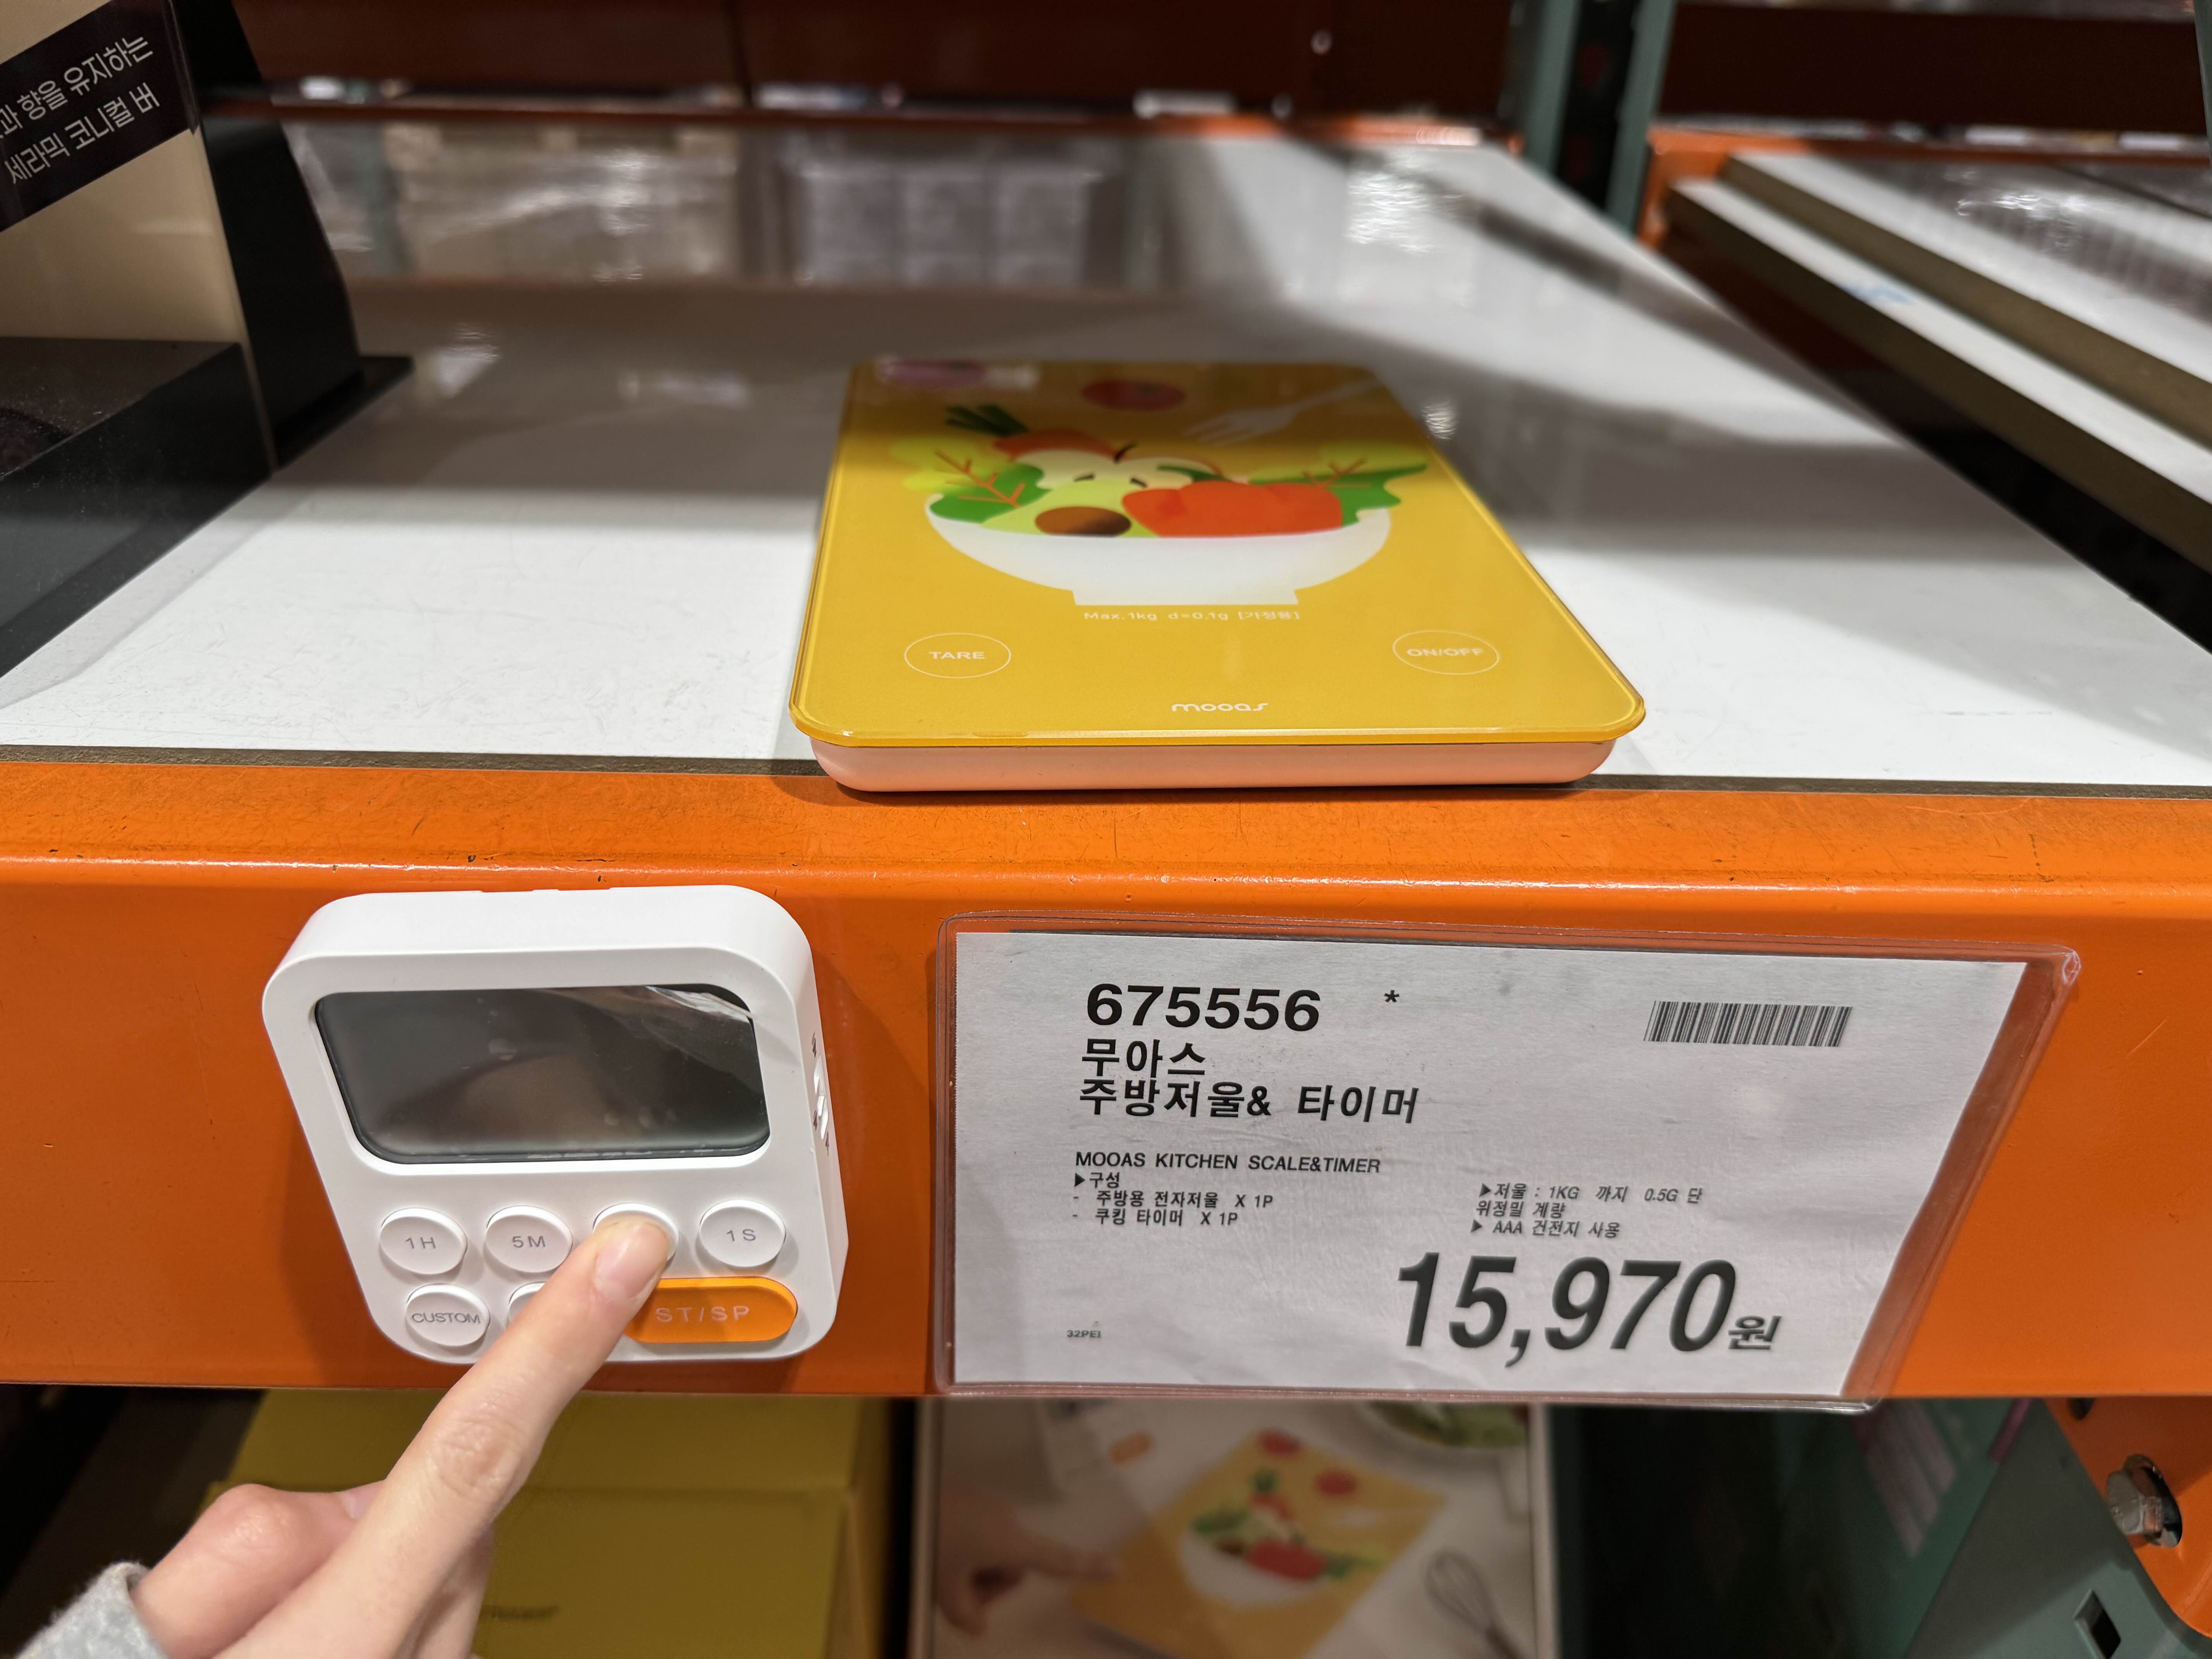 향을 유지하는
세라믹 코니컬 버
Max.1kg d=0.1g [가정용]
TARE
ON/OFF
mooas
1H
5M
1S
CUSTOM
ST/SP
675556 *
무아스
주방저울& 타이머
MOOAS KITCHEN SCALE&TIMER
▶구성
- 주방용 전자저울 X 1P
- 쿠킹 타이머 X 1P
▶저울 : 1KG 까지 0.5G 단
위정밀 계량
▶ AAA 건전지 사용
15,970원
32PEI